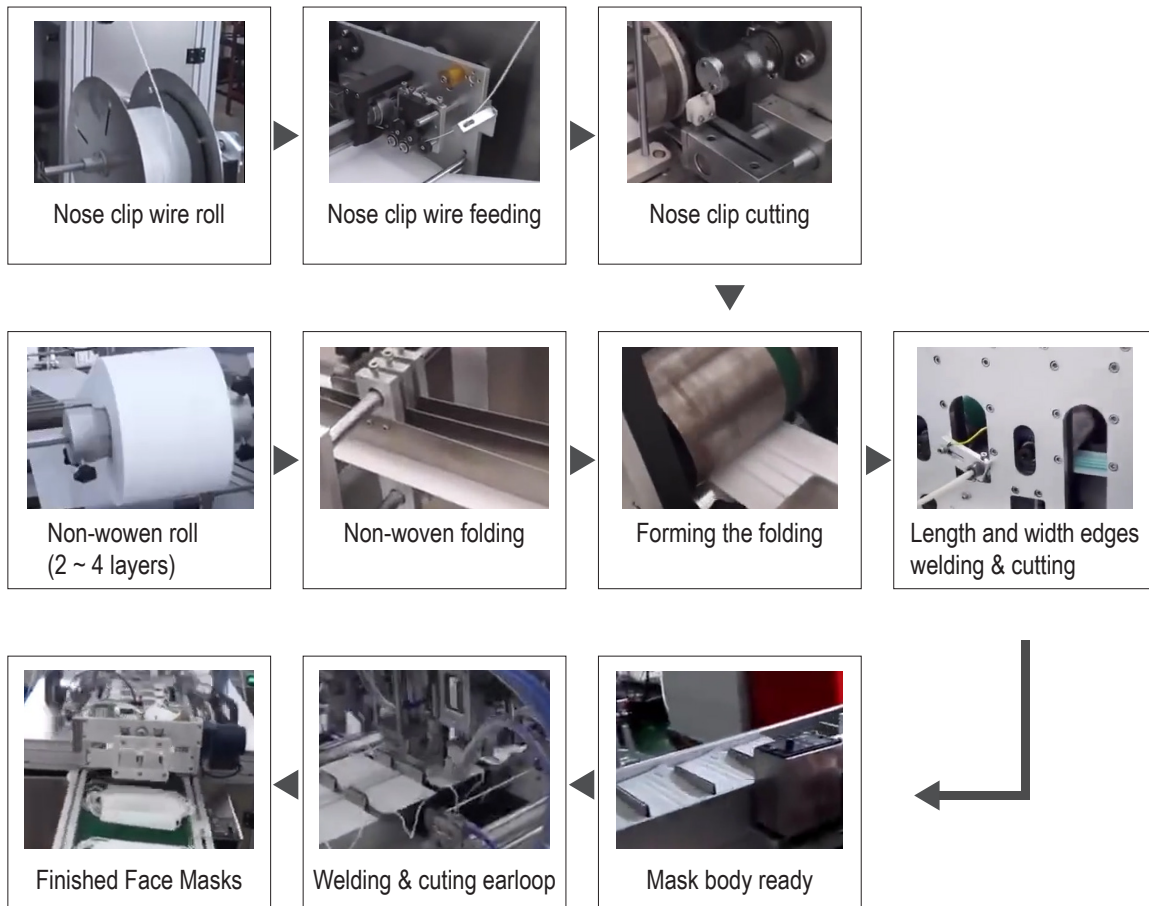 Nose clip wire roll
Nose clip wire feeding
Nose clip cutting
Non-wowen roll
(2 ~ 4 layers)
Non-woven folding
Forming the folding
Length and width edges
welding & cutting
Finished Face Masks
Welding & cuting earloop
Mask body ready